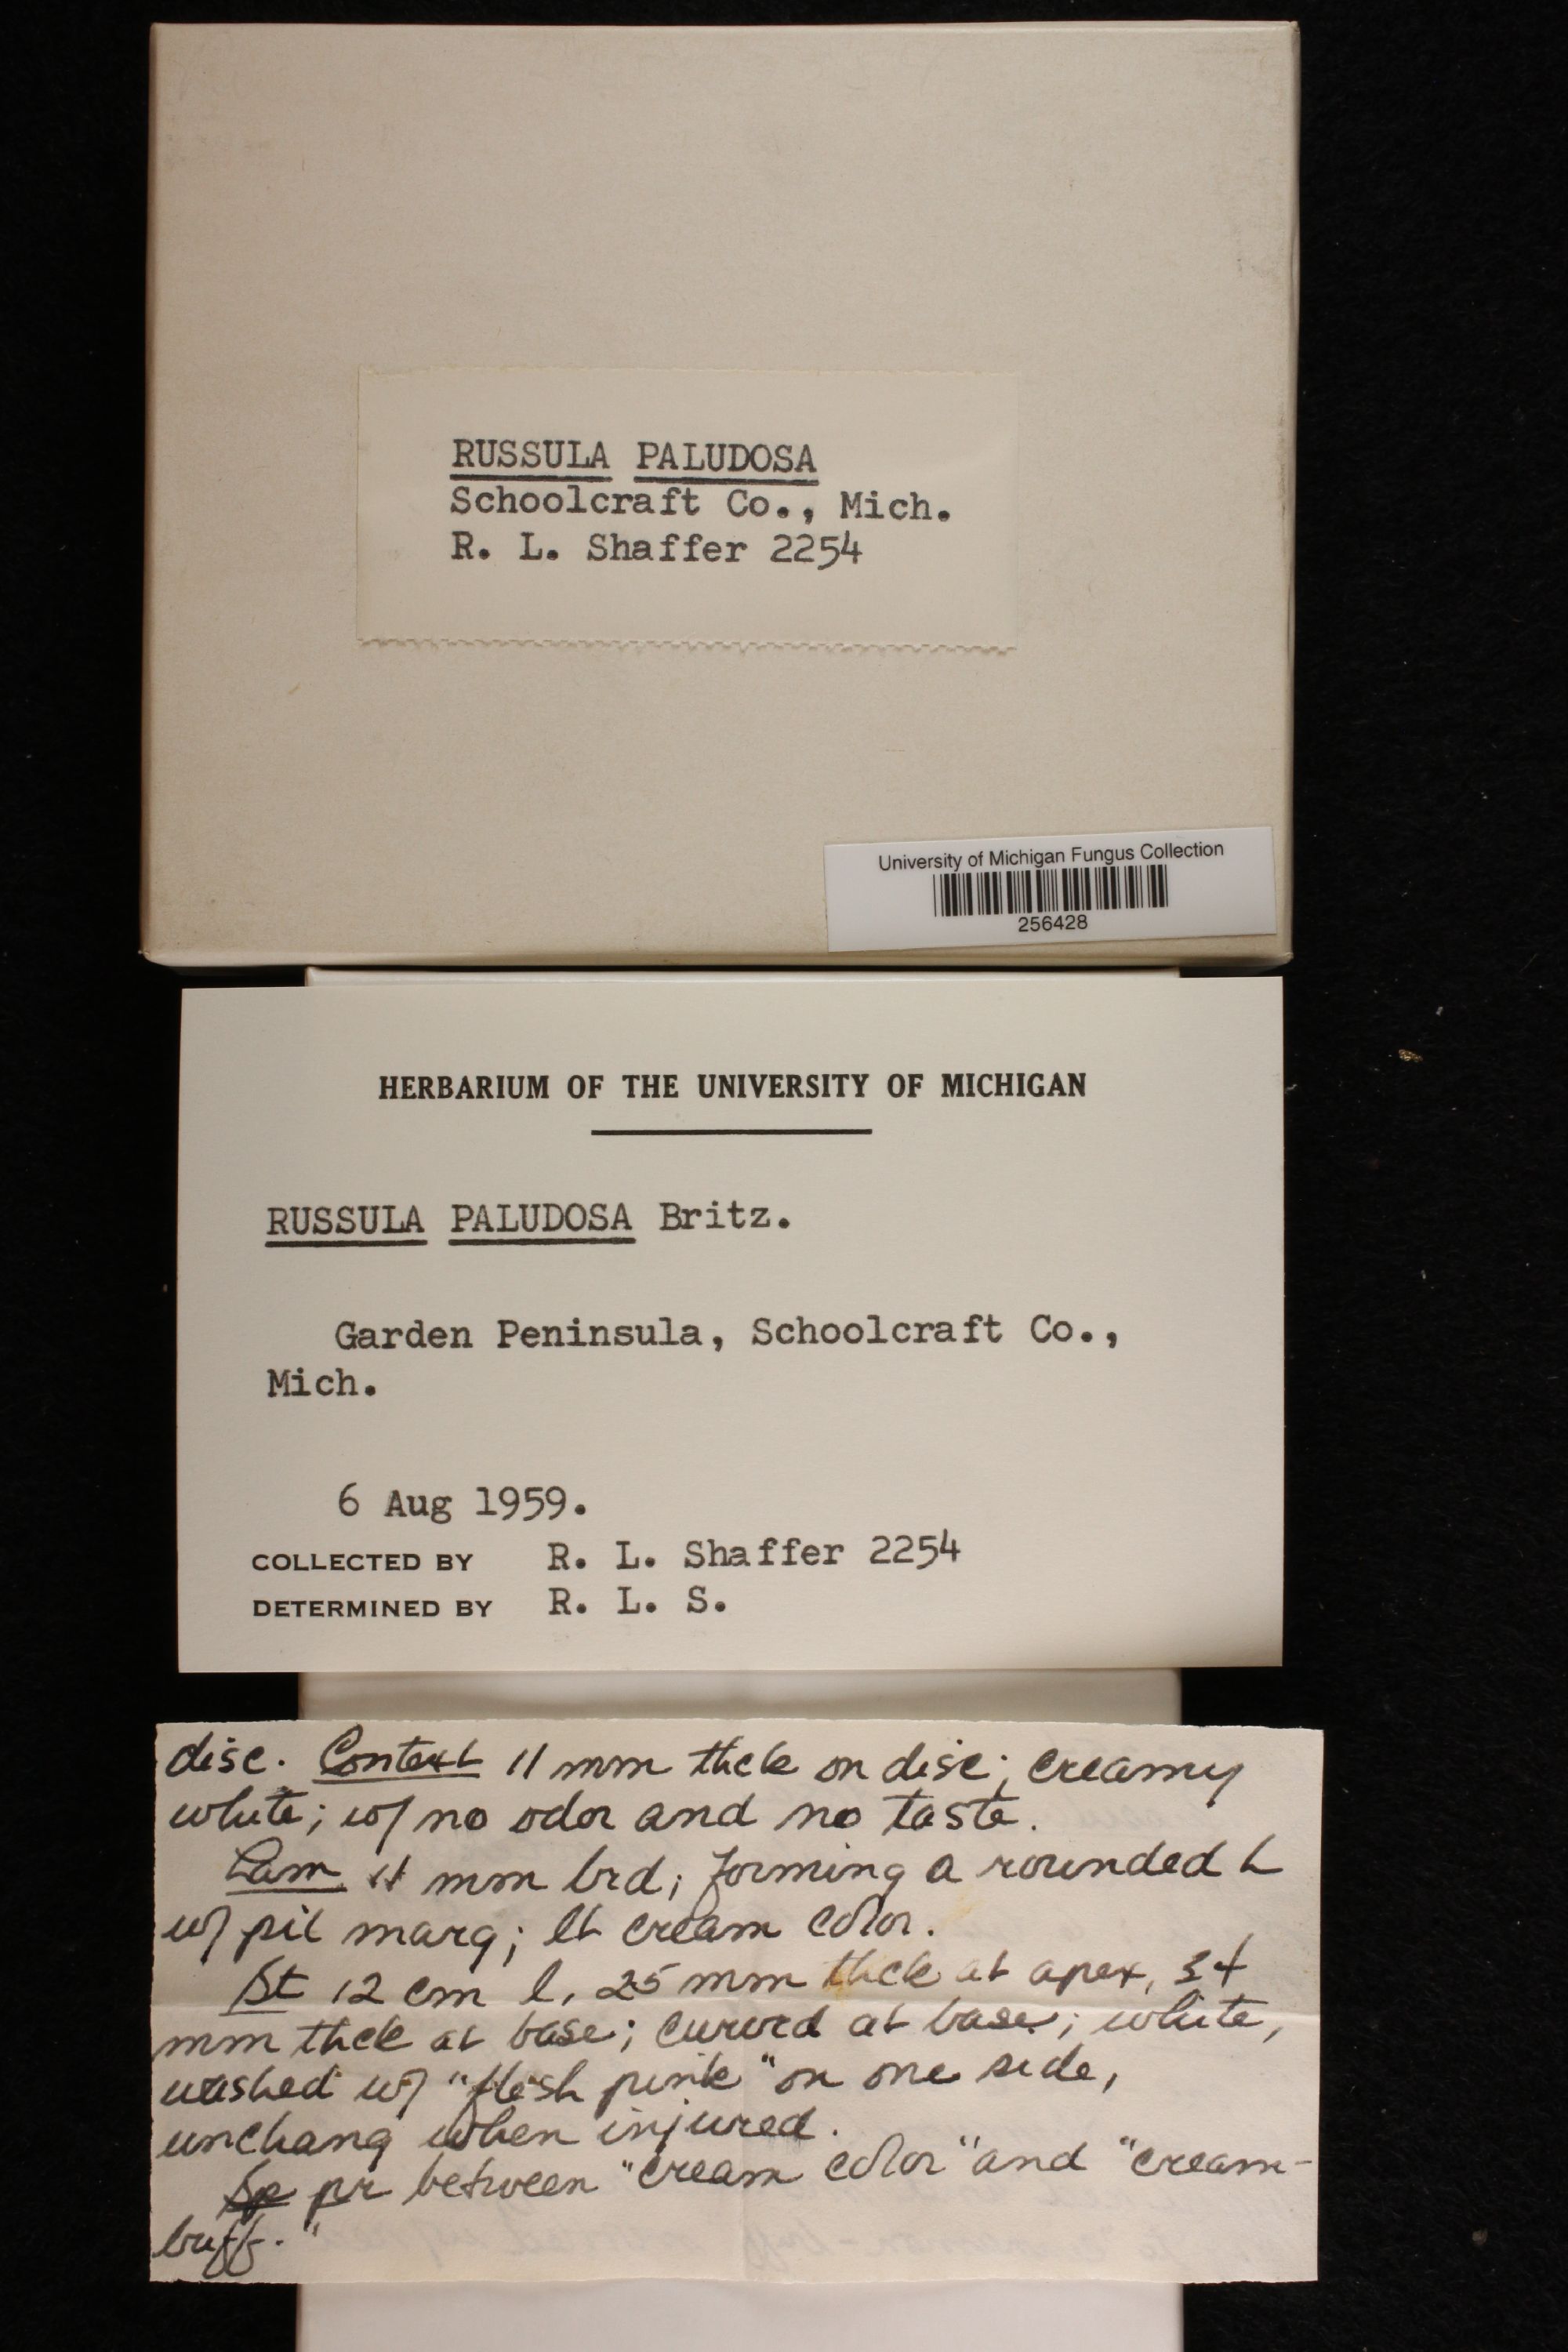 RUSSULA PALUDOSA
Schoolcraft Co., Mich.
R. L. Shaffer 2254
University of Michigan Fungus Collection
256428
HERBARIUM OF THE UNIVERSITY OF MICHIGAN
RUSSULA PALUDOSA Britz.
Garden Peninsula, Schoolcraft Co.,
Mich.
6 Aug 1959.
COLLECTED BY R. L. Shaffer 2254
DETERMINED BY R. L. S.
disc. Context 11 mm thck on disc; creamy
white; w/ no odor and no taste.
Lam 11 mm brd; forming a rounded L
w/ pil marg; lt cream color.
St 12 cm l, 25 mm thck at apex, 34
mm thck at base; curved at base; white,
washed w/ "flesh pink" on one side,
unchang when injured.
Sp pr between "cream color" and "cream-
buff."